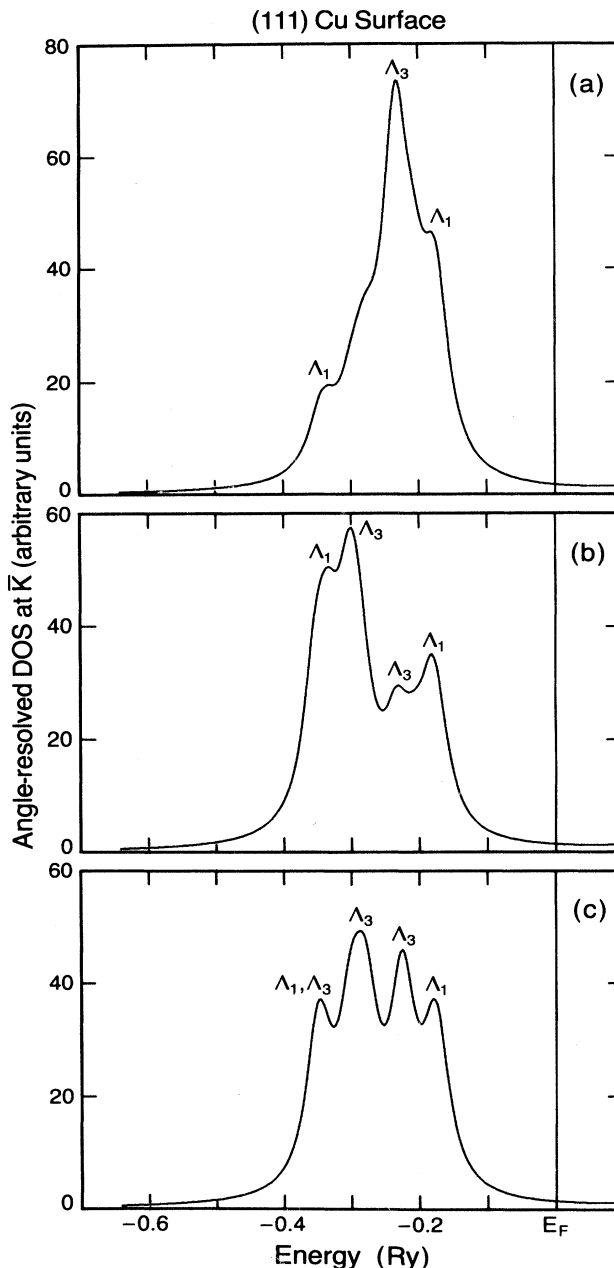 (111) Cu Surface
Angle-resolved DOS at K̅ (arbitrary units)
(a)
80
60
40
20
0
Λ₃
Λ₁
Λ₁
(b)
60
40
20
0
Λ₁
Λ₃
Λ₃
Λ₁
(c)
60
40
20
0
Λ₁,Λ₃
Λ₃
Λ₃
Λ₁
−0.6
−0.4
−0.2
E_F
Energy (Ry)